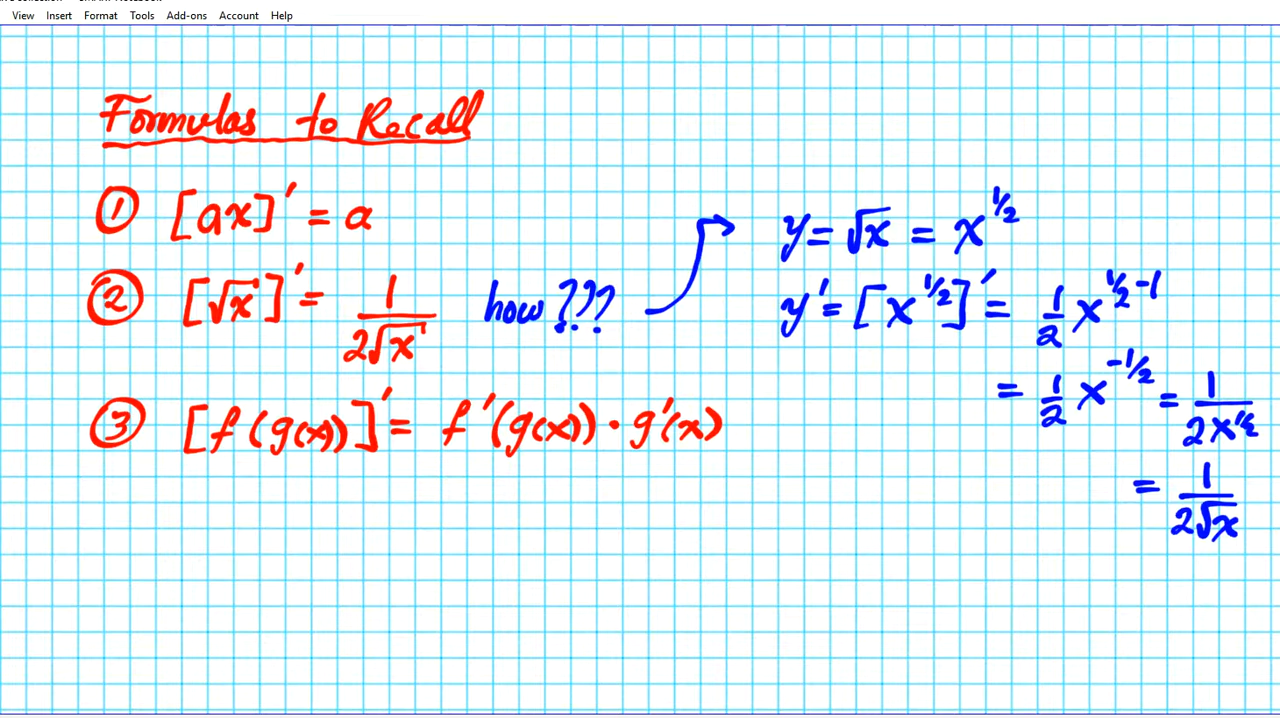 View Insert Format Tools Add-ons Account Help
Formulas to Recall
① [ax]' = a
② [√x]' = 1/(2√x) how???
③ [f(g(x))]' = f'(g(x)) · g'(x)
y = √x = x^(1/2)
y' = [x^(1/2)]' = 1/2 x^(1/2 - 1)
= 1/2 x^(-1/2) = 1/(2x^(1/2))
= 1/(2√x)